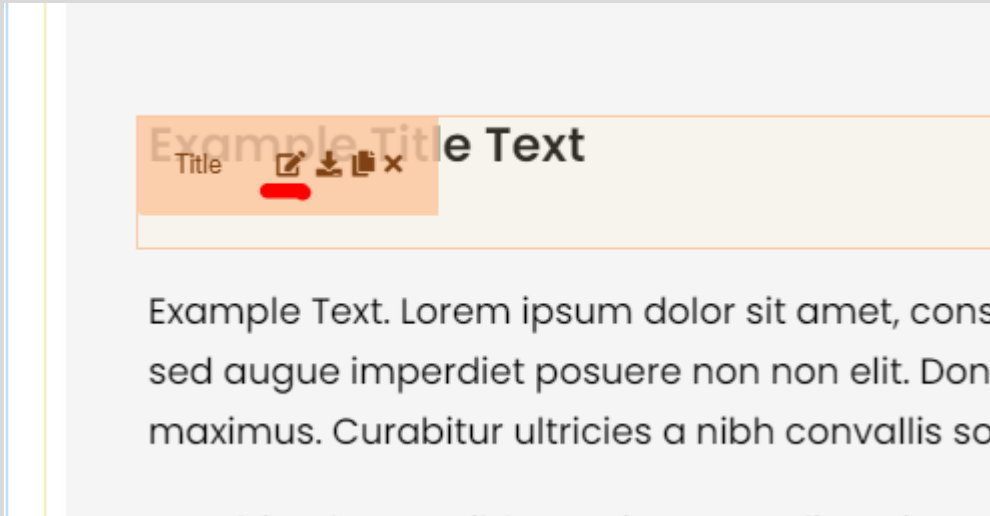 Example Title Text
Title
Example Text. Lorem ipsum dolor sit amet, cons
sed augue imperdiet posuere non non elit. Don
maximus. Curabitur ultricies a nibh convallis so